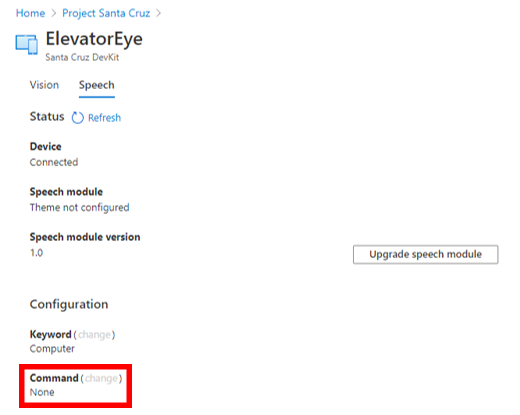 Home > Project Santa Cruz >
ElevatorEye
Santa Cruz DevKit
Vision Speech
Status Refresh
Device
Connected
Speech module
Theme not configured
Speech module version
1.0
Upgrade speech module
Configuration
Keyword (change)
Computer
Command (change)
None